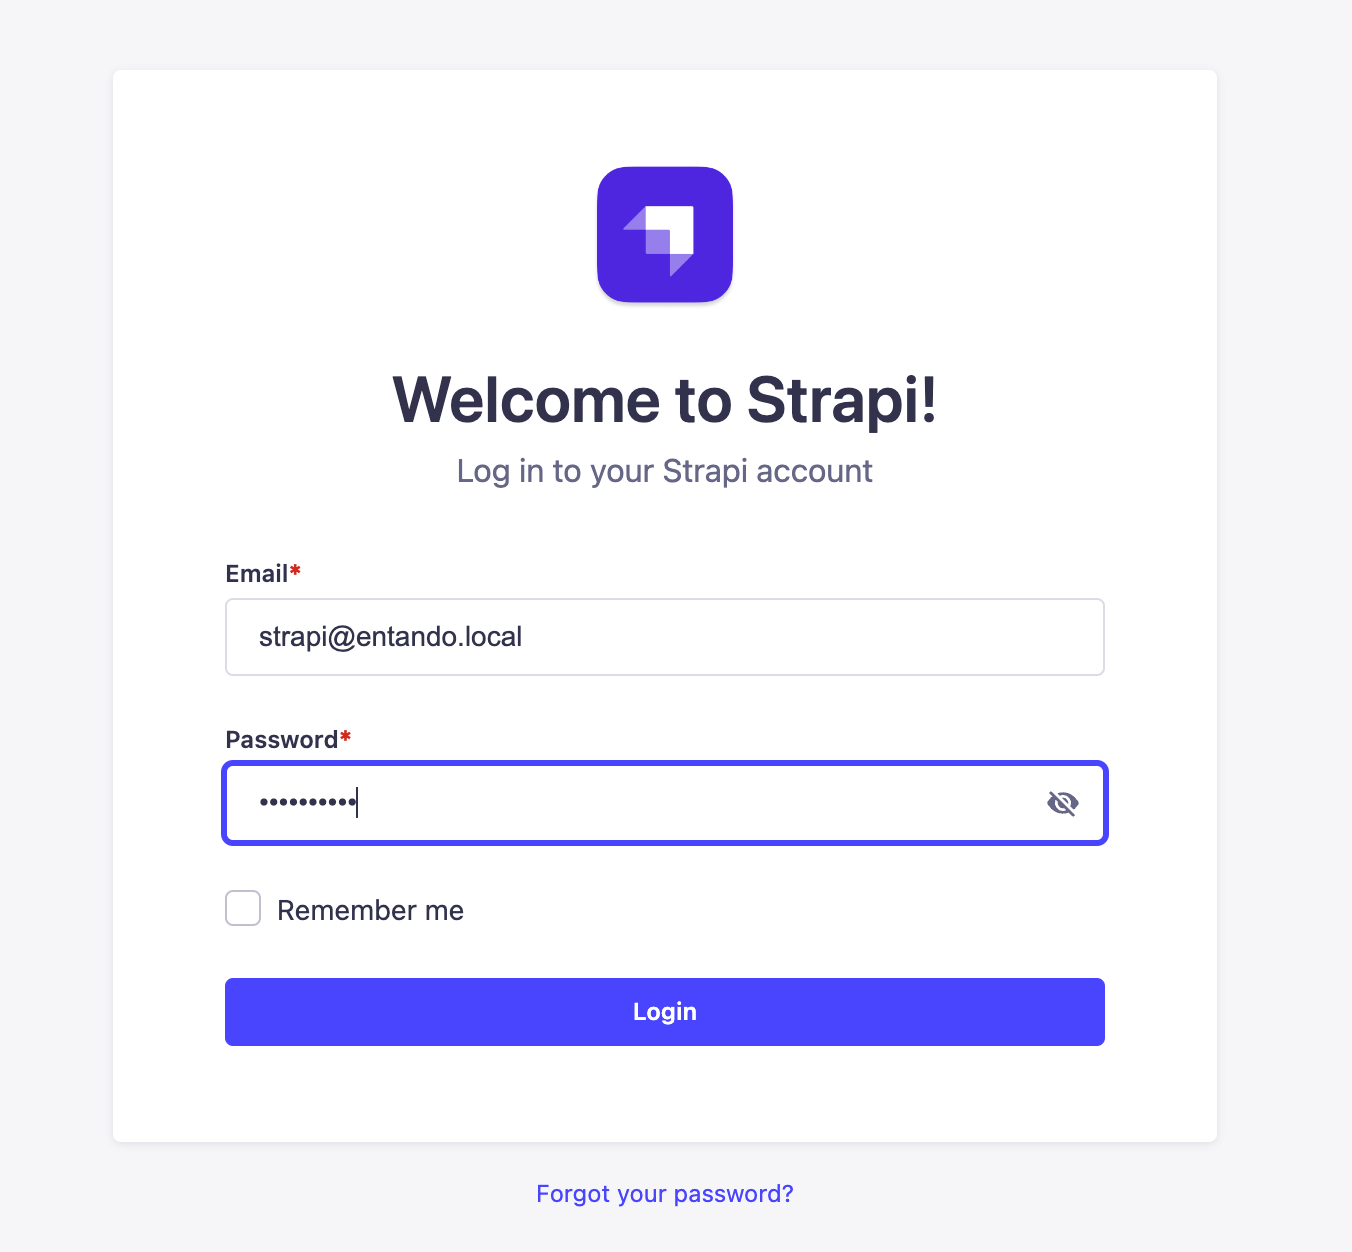 Welcome to Strapi!
Log in to your Strapi account
Email*
strapi@entando.local
Password*
••••••••••
Remember me
Login
Forgot your password?